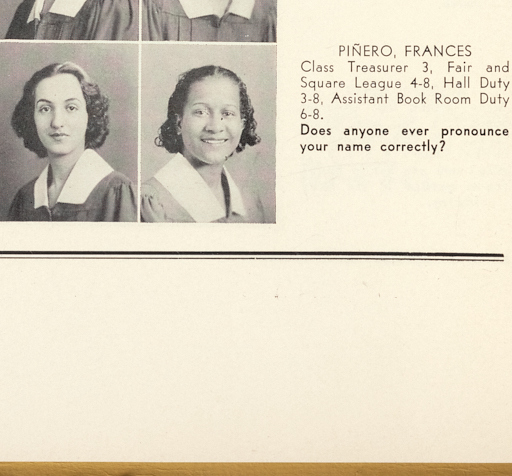 PIÑERO, FRANCES
Class Treasurer 3, Fair and
Square League 4-8, Hall Duty
3-8, Assistant Book Room Duty
6-8.
Does anyone ever pronounce
your name correctly?